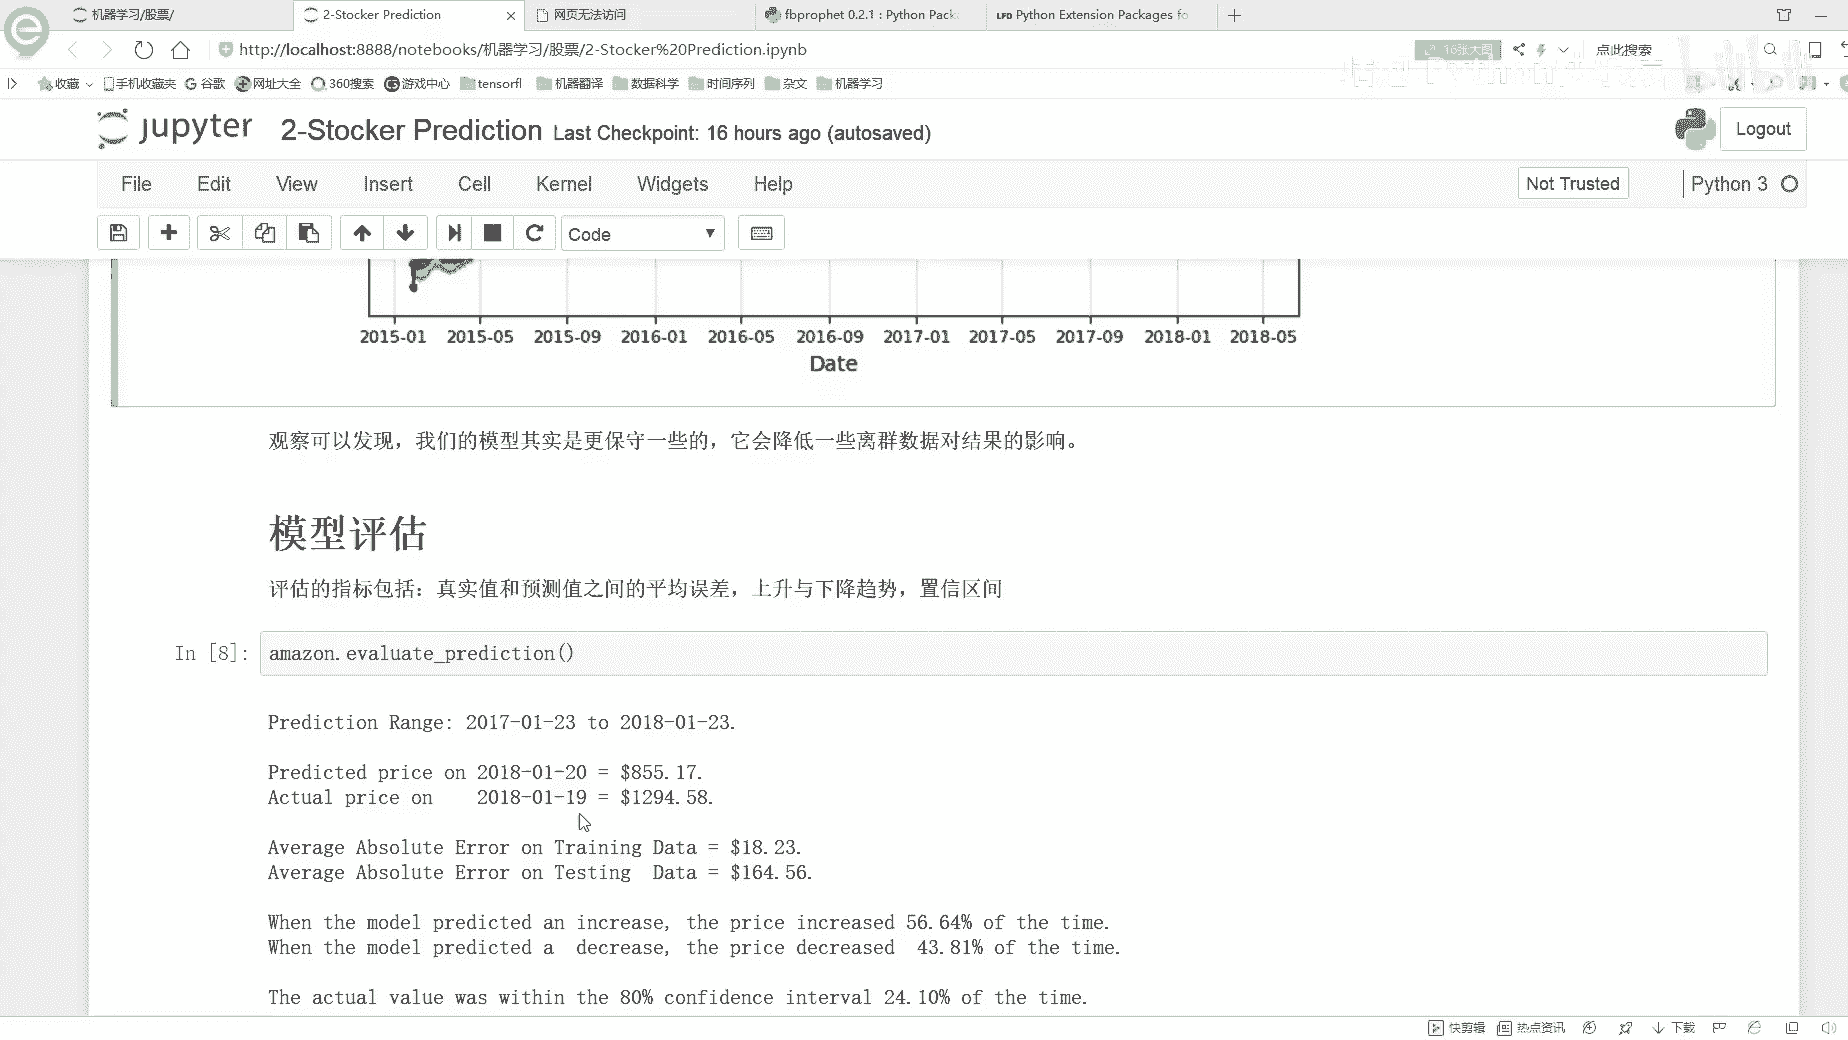 机器学习/股票/
2-Stocker Prediction
网页无法访问
fbprophet 0.2.1 : Python Pack
LFD Python Extension Packages fo
http://localhost:8888/notebooks/机器学习/股票/2-Stocker%20Prediction.ipynb
16张大图
点此搜索
收藏 手机收藏夹 谷歌 网址大全 360搜索 游戏中心 tensorfl 机器翻译 数据科学 时间序列 杂文 机器学习
jupyter 2-Stocker Prediction Last Checkpoint: 16 hours ago (autosaved)
Logout
File Edit View Insert Cell Kernel Widgets Help
Not Trusted
Python 3
Code
2015-01 2015-05 2015-09 2016-01 2016-05 2016-09 2017-01 2017-05 2017-09 2018-01 2018-05
Date
观察可以发现，我们的模型其实是更保守一些的，它会降低一些离群数据对结果的影响。
模型评估
评估的指标包括：真实值和预测值之间的平均误差，上升与下降趋势，置信区间
In [8]: amazon.evaluate_prediction()
Prediction Range: 2017-01-23 to 2018-01-23.
Predicted price on 2018-01-20 = $855.17.
Actual price on 2018-01-19 = $1294.58.
Average Absolute Error on Training Data = $18.23.
Average Absolute Error on Testing Data = $164.56.
When the model predicted an increase, the price increased 56.64% of the time.
When the model predicted a decrease, the price decreased 43.81% of the time.
The actual value was within the 80% confidence interval 24.10% of the time.
快剪辑 热点资讯 下载